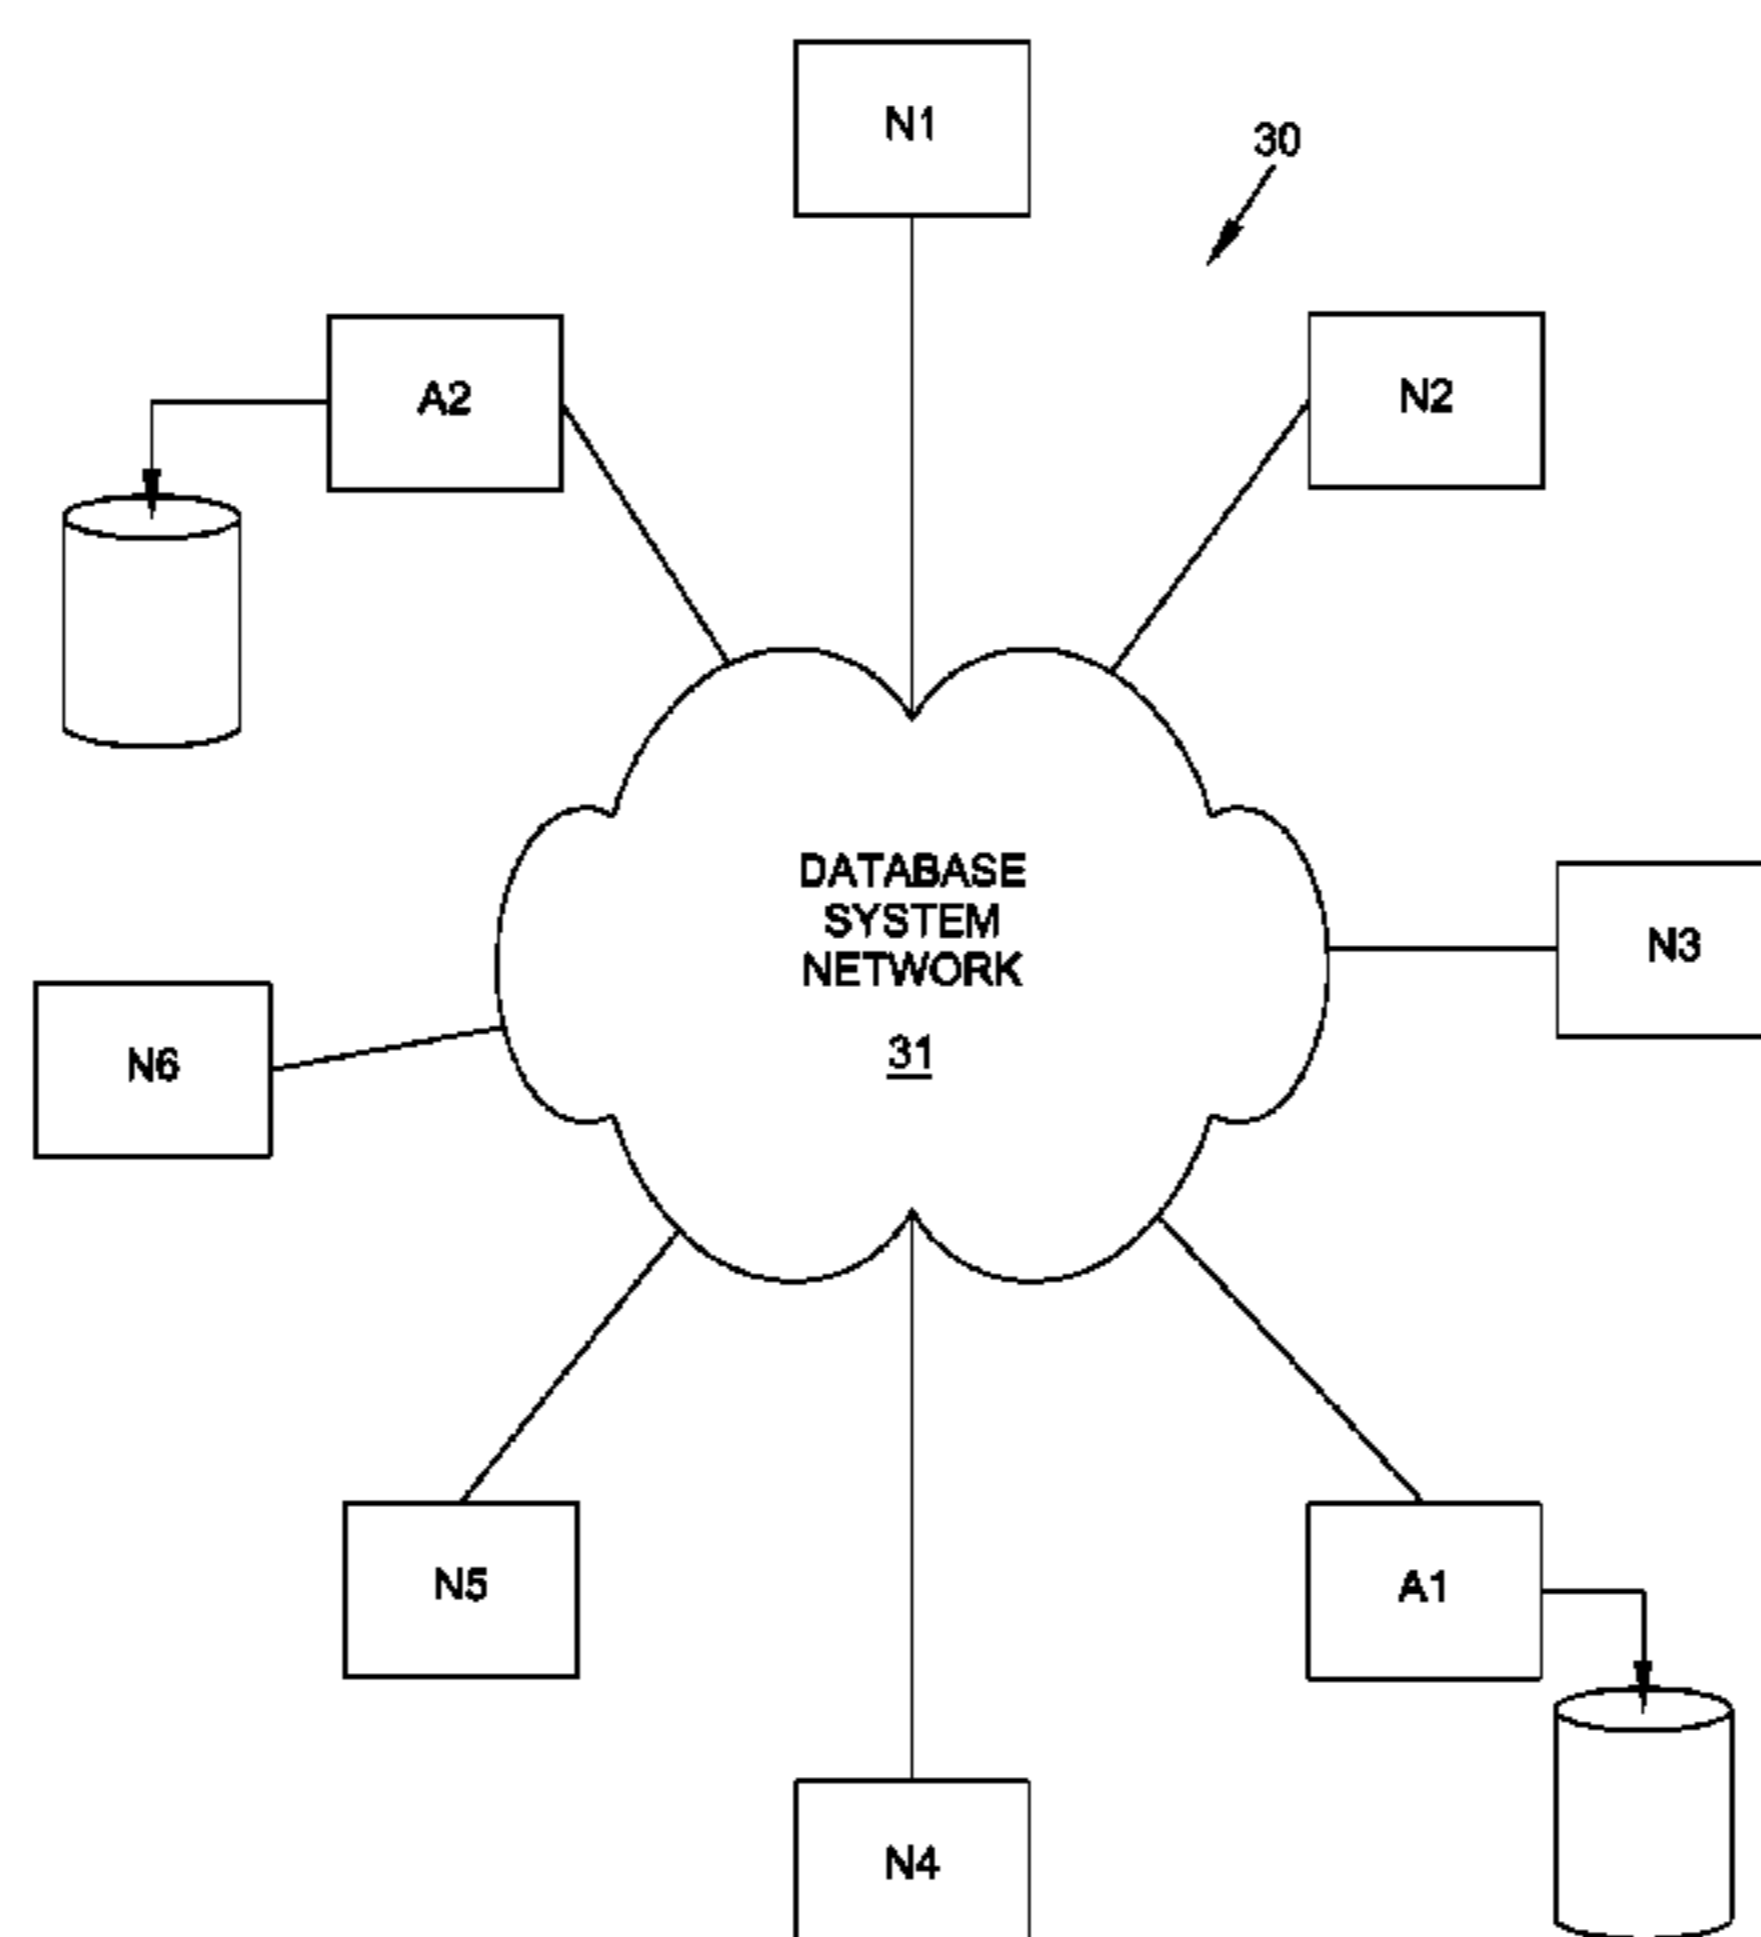 N1
30
A2
N2
DATABASE
SYSTEM
NETWORK
31
N3
N6
N5
A1
N4